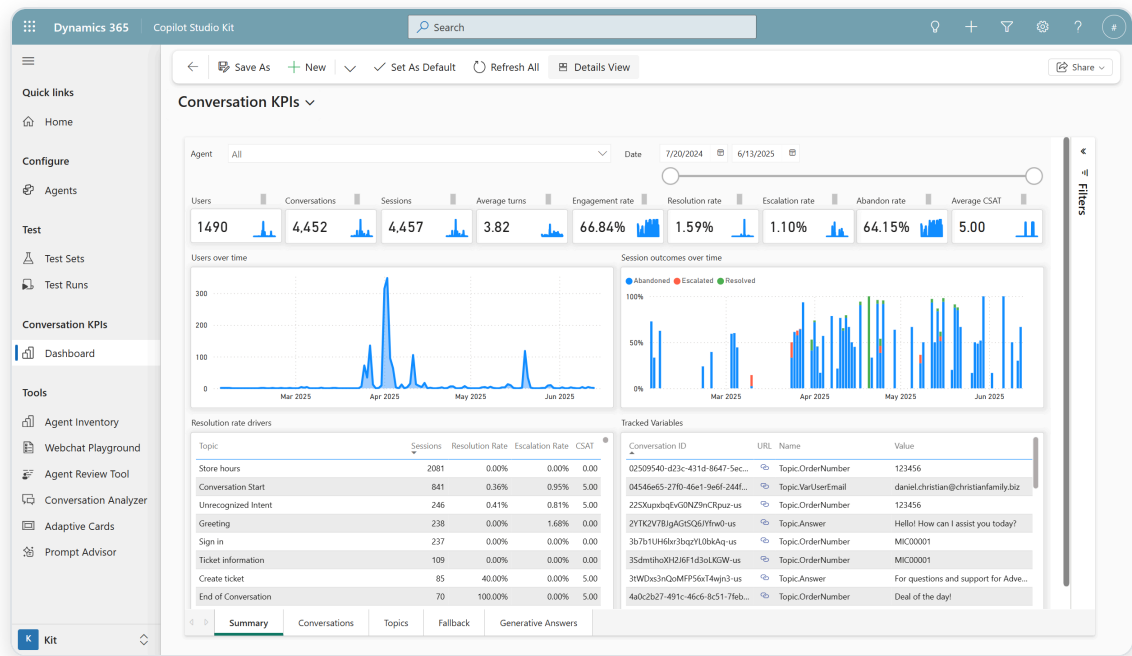 Dynamics 365
Copilot Studio Kit
Search
#
Quick links
Home
Configure
Agents
Test
Test Sets
Test Runs
Conversation KPIs
Dashboard
Tools
Agent Inventory
Webchat Playground
Agent Review Tool
Conversation Analyzer
Adaptive Cards
Prompt Advisor
K Kit
Save As
New
Set As Default
Refresh All
Details View
Share
Conversation KPIs
Agent All
Date 7/20/2024 6/13/2025
Filters
Users Conversations Sessions Average turns Engagement rate Resolution rate Escalation rate Abandon rate Average CSAT
1490 4,452 4,457 3.82 66.84% 1.59% 1.10% 64.15% 5.00
Users over time
300
200
100
0
Mar 2025 Apr 2025 May 2025 Jun 2025
Session outcomes over time
Abandoned Escalated Resolved
100%
50%
0%
Mar 2025 Apr 2025 May 2025 Jun 2025
Resolution rate drivers
Topic Sessions Resolution Rate Escalation Rate CSAT
Store hours 2081 0.00% 0.00% 0.00
Conversation Start 841 0.36% 0.95% 5.00
Unrecognized Intent 246 0.41% 0.81% 5.00
Greeting 238 0.00% 1.68% 0.00
Sign in 237 0.00% 0.00% 0.00
Ticket information 109 0.00% 0.00% 0.00
Create ticket 85 40.00% 0.00% 5.00
End of Conversation 70 100.00% 0.00% 5.00
Tracked Variables
Conversation ID URL Name Value
02509540-d23c-431d-8647-5ec... Topic.OrderNumber 123456
04546e65-27f0-46e1-9e6f-244f... Topic.VarUserEmail daniel.christian@christianfamily.biz
22SXupxbqEvG0NZ9nCRpuz-us Topic.OrderNumber 123456
2YTK2V7BJgAGtSQ6JYfrw0-us Topic.Answer Hello! How can I assist you today?
3b7b1UH6lxr3bqzYL0bkAq-us Topic.OrderNumber MIC00001
3SdmtihoXH2J6F1d3oLKGW-us Topic.OrderNumber MIC00001
3tWDxs3nQoMFP56xT4wjn3-us Topic.Answer For questions and support for Adve...
4a0c2b27-491c-46c6-8c51-7feb... Topic.OrderNumber Deal of the day!
Summary Conversations Topics Fallback Generative Answers